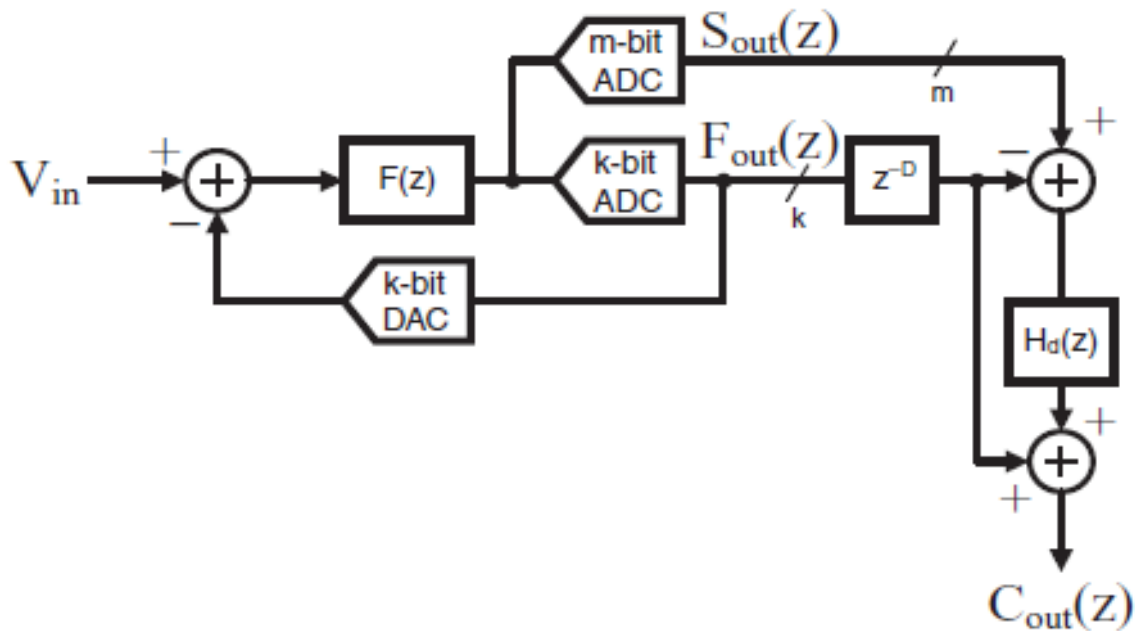 m-bit
ADC
S_out(z)
m
+
V_in
+
+
−
F(z)
k-bit
ADC
F_out(z)
k
z^−D
−
+
k-bit
DAC
H_d(z)
+
+
+
C_out(z)